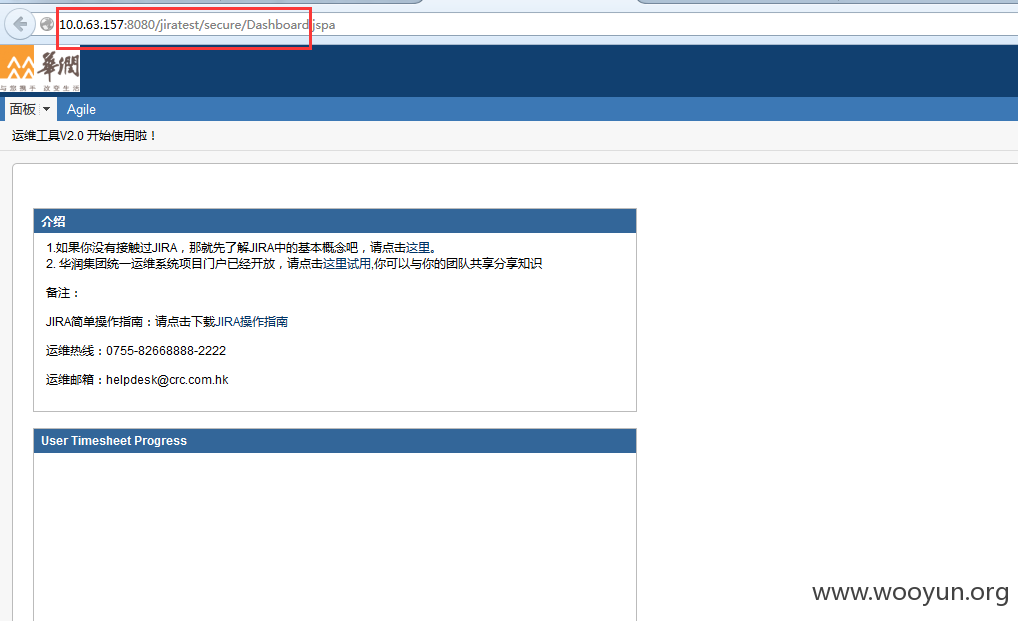 10.0.63.157:8080/jiratest/secure/Dashboard.jspa
華潤
与您携手 改变生活
面板 Agile
运维工具V2.0 开始使用啦！
介绍
1.如果你没有接触过JIRA，那就先了解JIRA中的基本概念吧，请点击这里。
2. 华润集团统一运维系统项目门户已经开放，请点击这里试用,你可以与你的团队共享分享知识
备注：
JIRA简单操作指南：请点击下载JIRA操作指南
运维热线：0755-82668888-2222
运维邮箱：helpdesk@crc.com.hk
User Timesheet Progress
www.wooyun.org